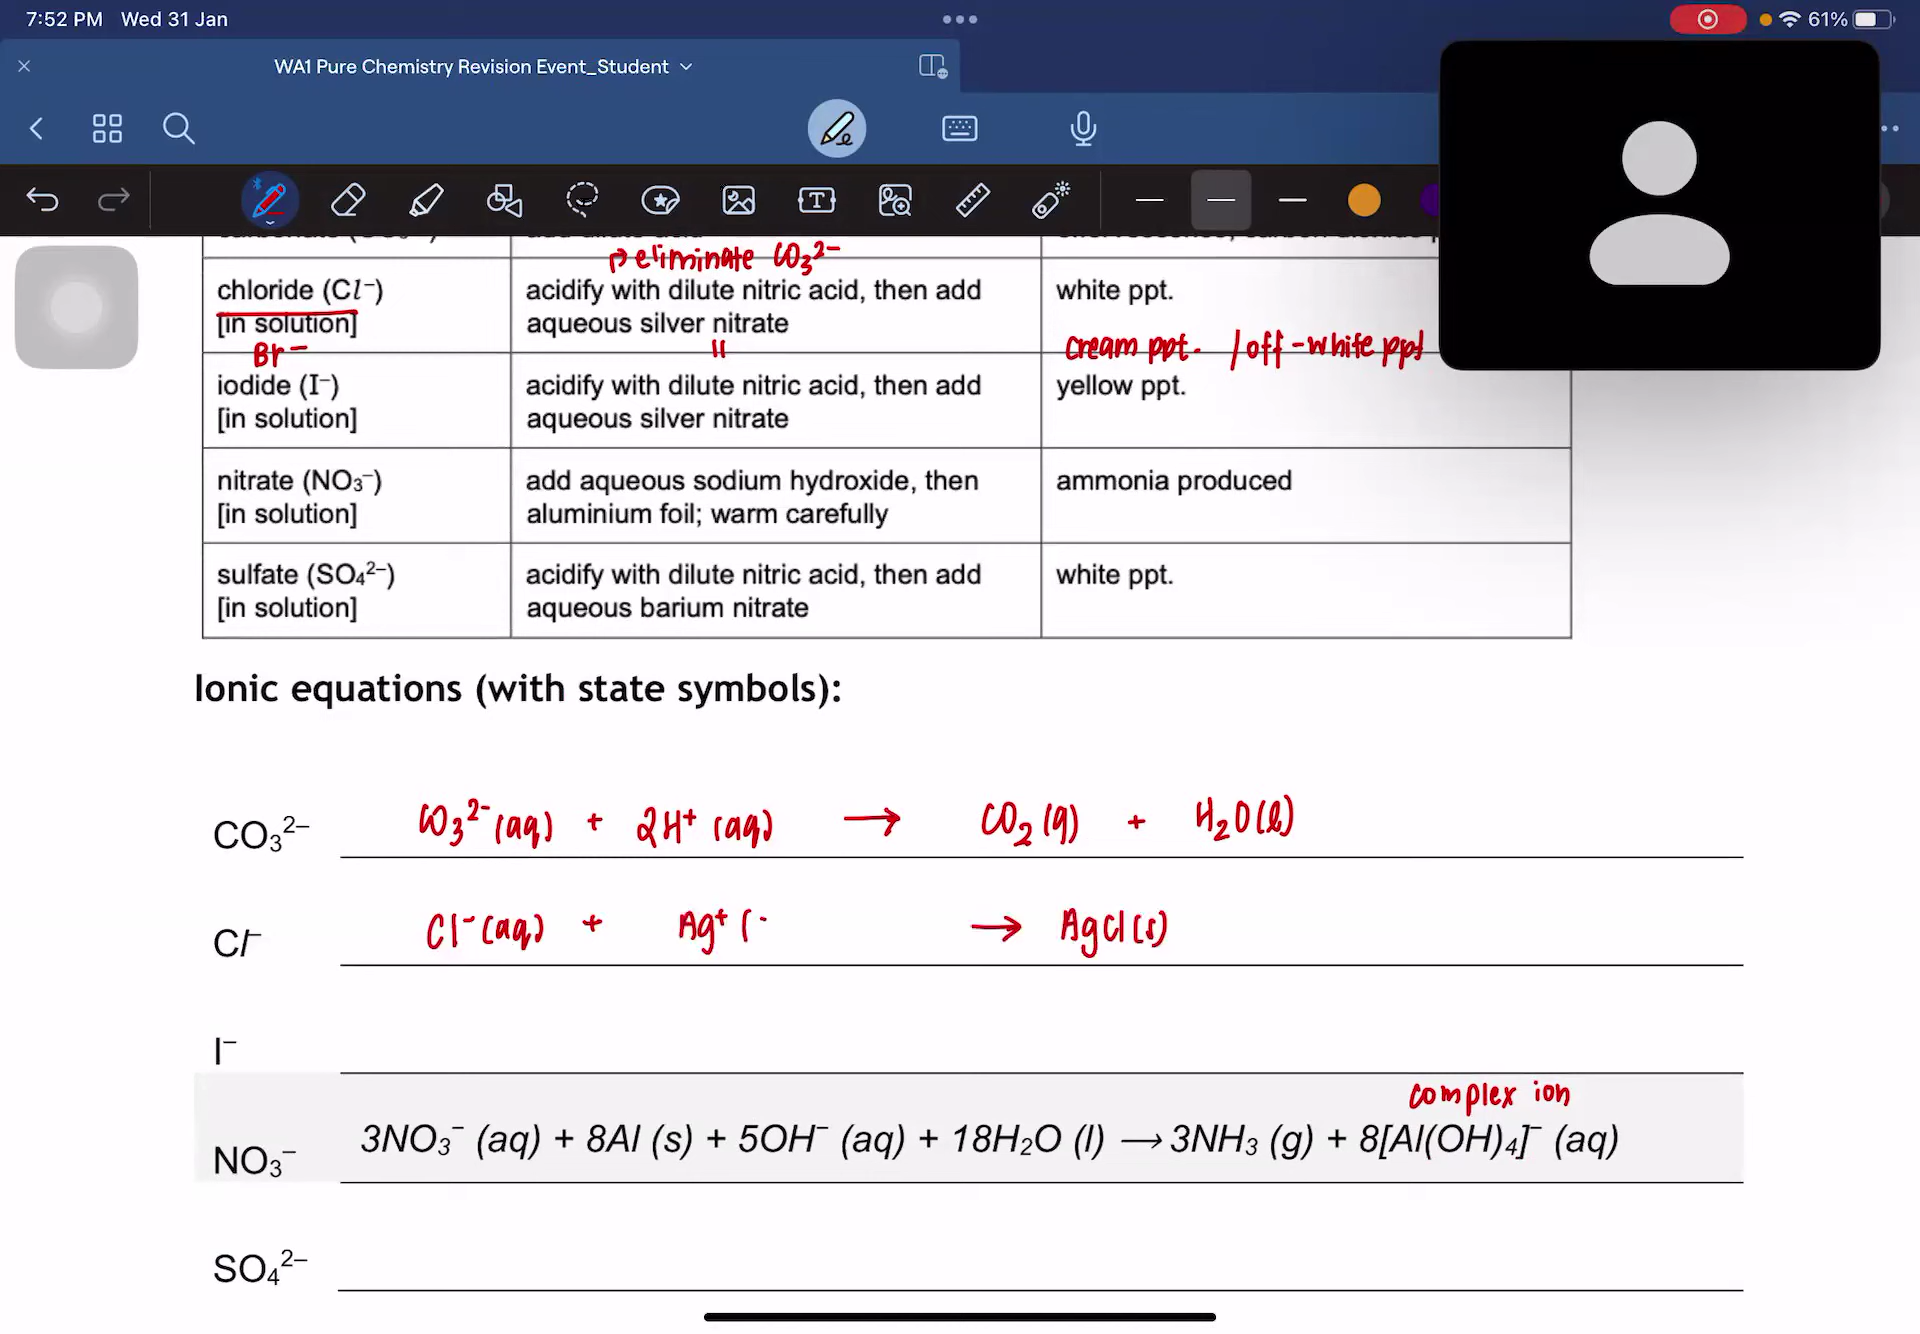 7:52 PM Wed 31 Jan
61%
WA1 Pure Chemistry Revision Event_Student
eliminate CO₃²⁻
chloride (Cl⁻)
[in solution]
acidify with dilute nitric acid, then add
aqueous silver nitrate
white ppt.
Br⁻
"
cream ppt. / off-white ppt
iodide (I⁻)
[in solution]
acidify with dilute nitric acid, then add
aqueous silver nitrate
yellow ppt.
nitrate (NO₃⁻)
[in solution]
add aqueous sodium hydroxide, then
aluminium foil; warm carefully
ammonia produced
sulfate (SO₄²⁻)
[in solution]
acidify with dilute nitric acid, then add
aqueous barium nitrate
white ppt.
Ionic equations (with state symbols):
CO₃²⁻ CO₃²⁻ (aq) + 2H⁺ (aq) → CO₂ (g) + H₂O (l)
Cl⁻ Cl⁻ (aq) + Ag⁺ ( → AgCl (s)
I⁻
complex ion
NO₃⁻ 3NO₃⁻ (aq) + 8Al (s) + 5OH⁻ (aq) + 18H₂O (l) → 3NH₃ (g) + 8[Al(OH)₄]⁻ (aq)
SO₄²⁻